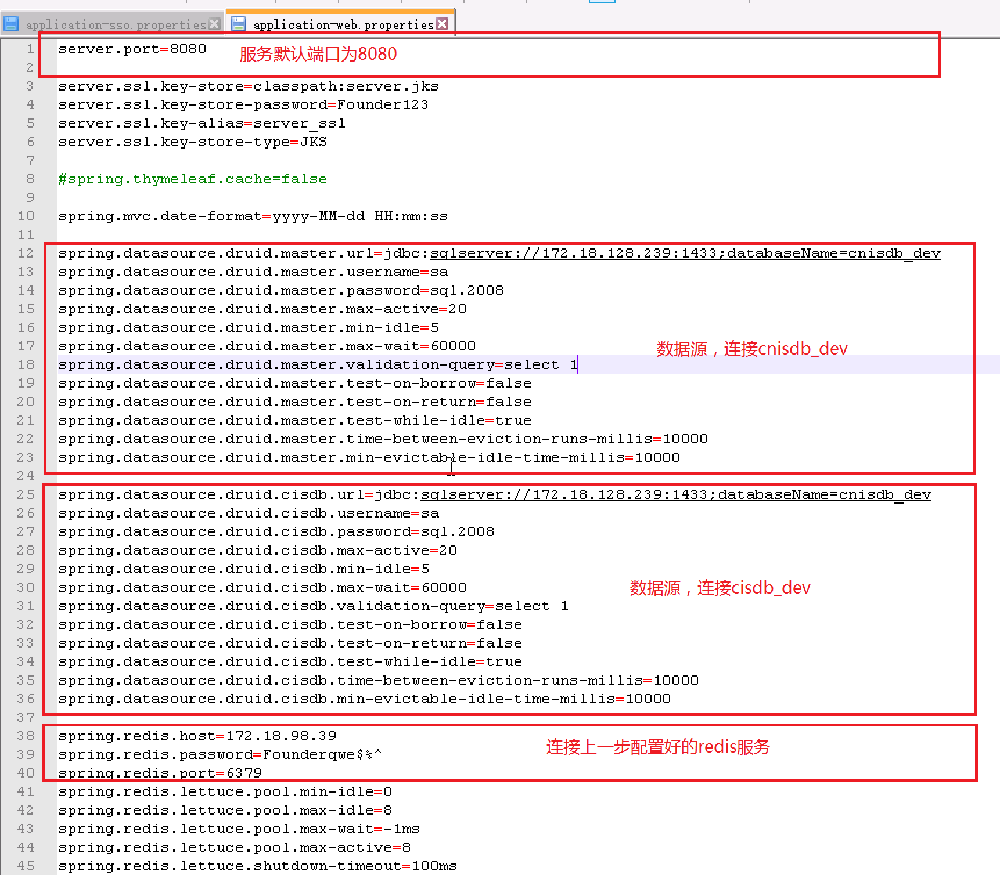 application-sso.properties
application-web.properties
1 server.port=8080 服务默认端口为8080
2
3 server.ssl.key-store=classpath:server.jks
4 server.ssl.key-store-password=Founder123
5 server.ssl.key-alias=server_ssl
6 server.ssl.key-store-type=JKS
7
8 #spring.thymeleaf.cache=false
9
10 spring.mvc.date-format=yyyy-MM-dd HH:mm:ss
11
12 spring.datasource.druid.master.url=jdbc:sqlserver://172.18.128.239:1433;databaseName=cnisdb_dev
13 spring.datasource.druid.master.username=sa
14 spring.datasource.druid.master.password=sql.2008
15 spring.datasource.druid.master.max-active=20
16 spring.datasource.druid.master.min-idle=5
17 spring.datasource.druid.master.max-wait=60000 数据源，连接cnisdb_dev
18 spring.datasource.druid.master.validation-query=select 1
19 spring.datasource.druid.master.test-on-borrow=false
20 spring.datasource.druid.master.test-on-return=false
21 spring.datasource.druid.master.test-while-idle=true
22 spring.datasource.druid.master.time-between-eviction-runs-millis=10000
23 spring.datasource.druid.master.min-evictable-idle-time-millis=10000
24
25 spring.datasource.druid.cisdb.url=jdbc:sqlserver://172.18.128.239:1433;databaseName=cnisdb_dev
26 spring.datasource.druid.cisdb.username=sa
27 spring.datasource.druid.cisdb.password=sql.2008
28 spring.datasource.druid.cisdb.max-active=20
29 spring.datasource.druid.cisdb.min-idle=5
30 spring.datasource.druid.cisdb.max-wait=60000 数据源，连接cisdb_dev
31 spring.datasource.druid.cisdb.validation-query=select 1
32 spring.datasource.druid.cisdb.test-on-borrow=false
33 spring.datasource.druid.cisdb.test-on-return=false
34 spring.datasource.druid.cisdb.test-while-idle=true
35 spring.datasource.druid.cisdb.time-between-eviction-runs-millis=10000
36 spring.datasource.druid.cisdb.min-evictable-idle-time-millis=10000
37
38 spring.redis.host=172.18.98.39 连接上一步配置好的redis服务
39 spring.redis.password=Founderqwe$%^
40 spring.redis.port=6379
41 spring.redis.lettuce.pool.min-idle=0
42 spring.redis.lettuce.pool.max-idle=8
43 spring.redis.lettuce.pool.max-wait=-1ms
44 spring.redis.lettuce.pool.max-active=8
45 spring.redis.lettuce.shutdown-timeout=100ms